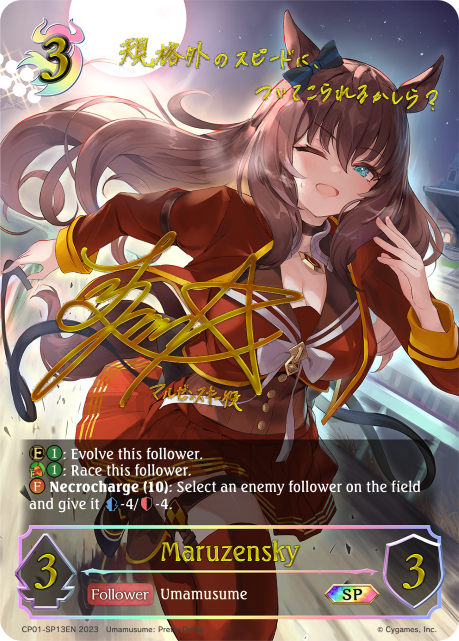 3
規格外のスピードに、
ついてこられるかしら？
マルゼンスキー役
E 1: Evolve this follower.
1: Race this follower.
F Necrocharge (10): Select an enemy follower on the field
and give it -4/-4.
Maruzensky
3
3
Follower Umamusume
SP
CP01-SP13EN 2023 Umamusume: Pretty Derby
© Cygames, Inc.